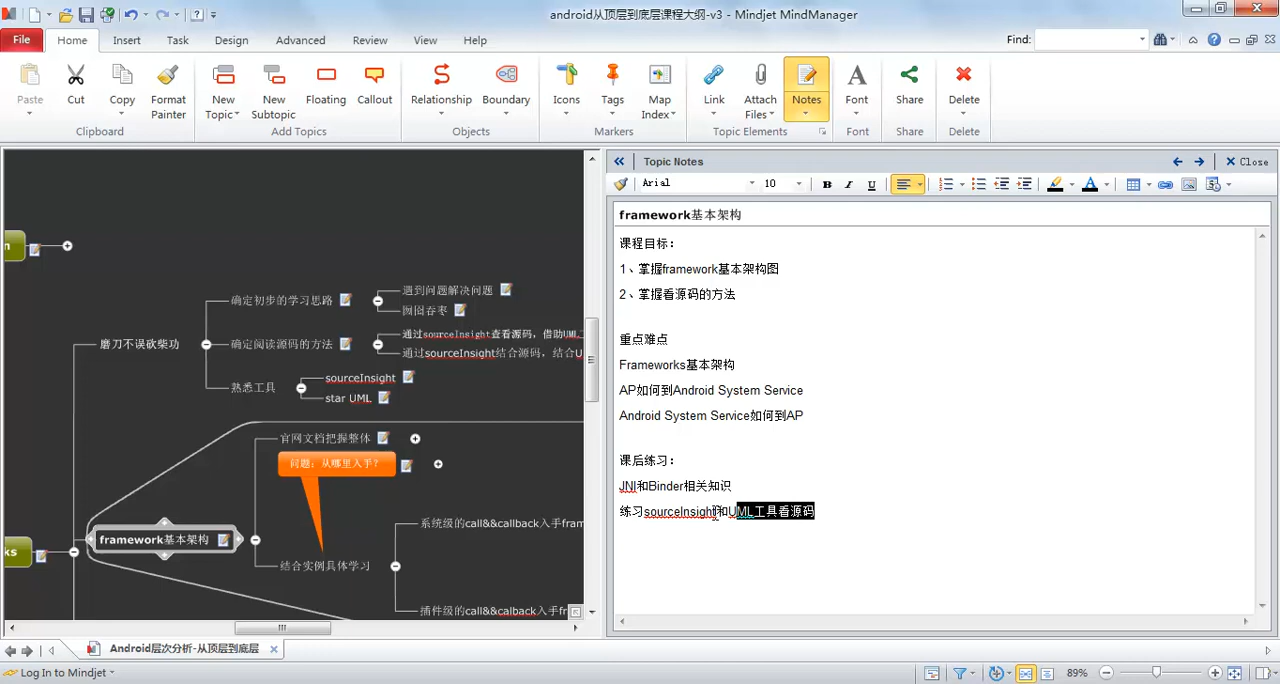 android从顶层到底层课程大纲-v3 - Mindjet MindManager
File Home Insert Task Design Advanced Review View Help Find:
Paste Cut Copy Format Painter New Topic New Subtopic Floating Callout Relationship Boundary Icons Tags Map Index Link Attach Files Notes Font Share Delete
Clipboard Add Topics Objects Markers Topic Elements Font Share Delete
Topic Notes Close
Arial 10 B I U
framework基本架构
课程目标：
1、掌握framework基本架构图
2、掌握看源码的方法
重点难点
Frameworks基本架构
AP如何到Android System Service
Android System Service如何到AP
课后练习：
JNI和Binder相关知识
练习sourceInsight和UML工具看源码
n
确定初步的学习思路
遇到问题解决问题
囫囵吞枣
磨刀不误砍柴功
确定阅读源码的方法
通过sourceInsight查看源码，借助UML工
通过sourceInsight结合源码，结合U
熟悉工具
sourceInsight
star UML
官网文档把握整体
问题：从哪里入手？
系统级的call&&callback入手fram
framework基本架构
ks
结合实例具体学习
插件级的call&&calback入手fr
Android层次分析-从顶层到底层
Log In to Mindjet
89%